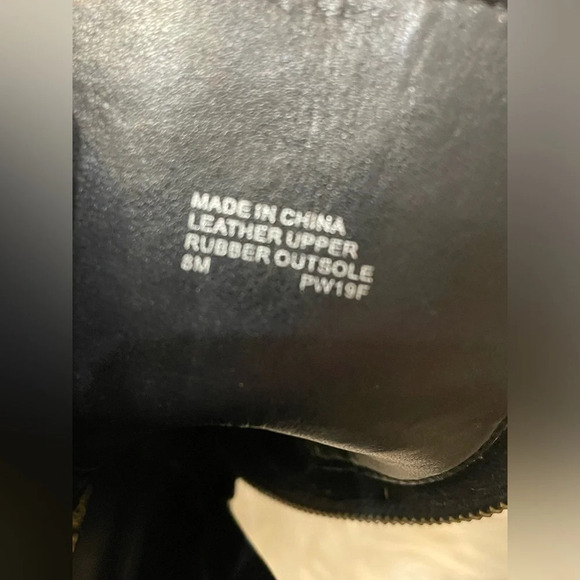 MADE IN CHINA
LEATHER UPPER
RUBBER OUTSOLE
8M PW19F